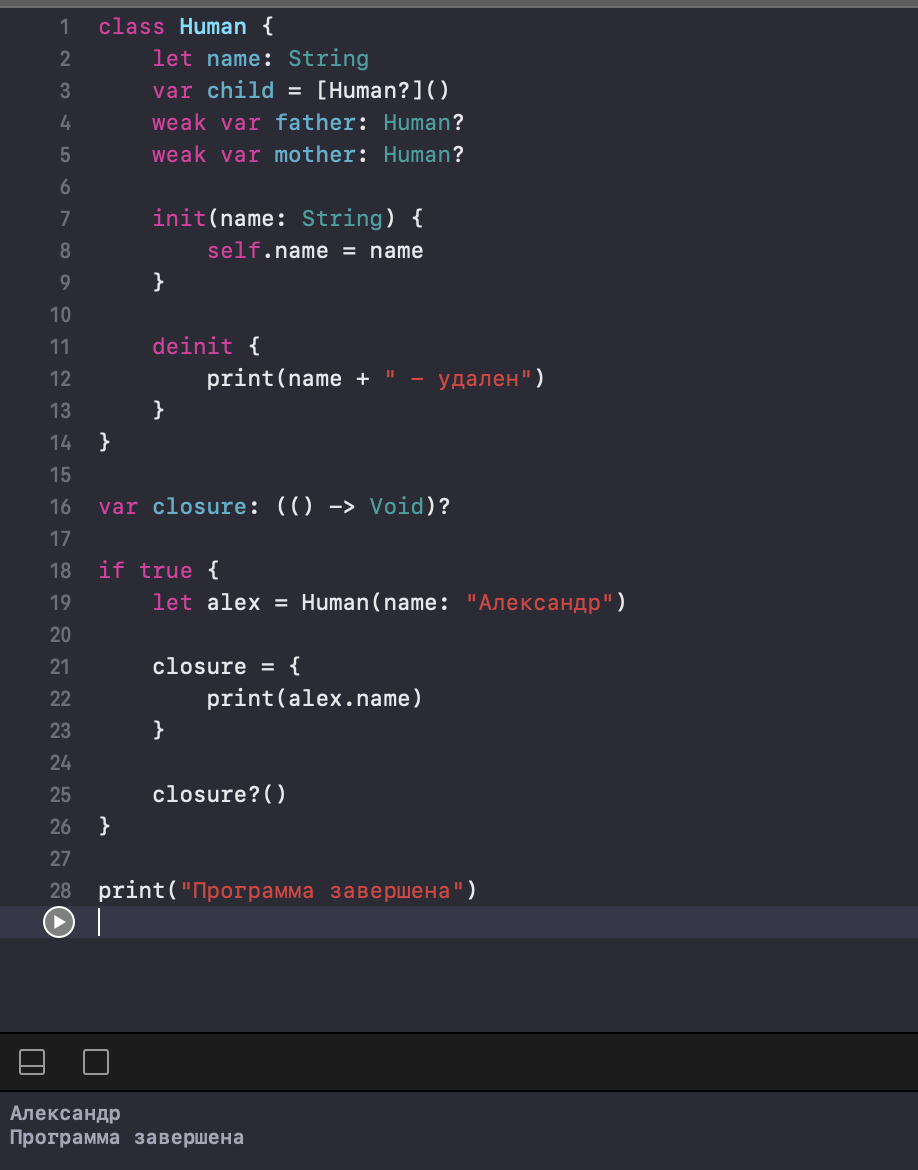 1 class Human {
2     let name: String
3     var child = [Human?]()
4     weak var father: Human?
5     weak var mother: Human?
6
7     init(name: String) {
8         self.name = name
9     }
10
11     deinit {
12         print(name + " – удален")
13     }
14 }
15
16 var closure: (() -> Void)?
17
18 if true {
19     let alex = Human(name: "Александр")
20
21     closure = {
22         print(alex.name)
23     }
24
25     closure?()
26 }
27
28 print("Программа завершена")
Александр
Программа завершена